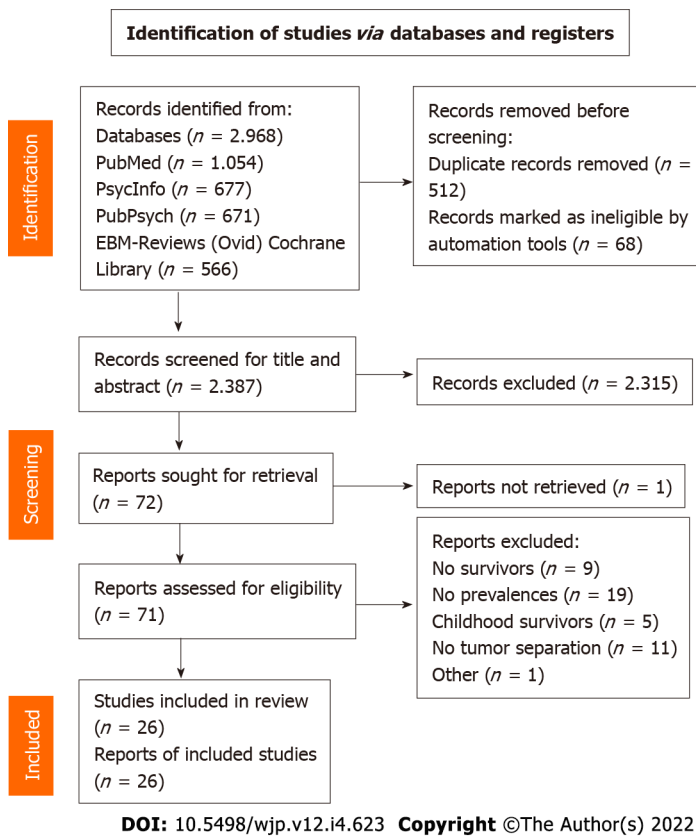 Identification of studies via databases and registers
Identification
Records identified from:
Databases (n = 2.968)
PubMed (n = 1.054)
PsycInfo (n = 677)
PubPsych (n = 671)
EBM-Reviews (Ovid) Cochrane
Library (n = 566)
Records removed before
screening:
Duplicate records removed (n =
512)
Records marked as ineligible by
automation tools (n = 68)
Screening
Records screened for title and
abstract (n = 2.387)
Records excluded (n = 2.315)
Reports sought for retrieval
(n = 72)
Reports not retrieved (n = 1)
Reports assessed for eligibility
(n = 71)
Reports excluded:
No survivors (n = 9)
No prevalences (n = 19)
Childhood survivors (n = 5)
No tumor separation (n = 11)
Other (n = 1)
Included
Studies included in review
(n = 26)
Reports of included studies
(n = 26)
DOI: 10.5498/wjp.v12.i4.623 Copyright ©The Author(s) 2022